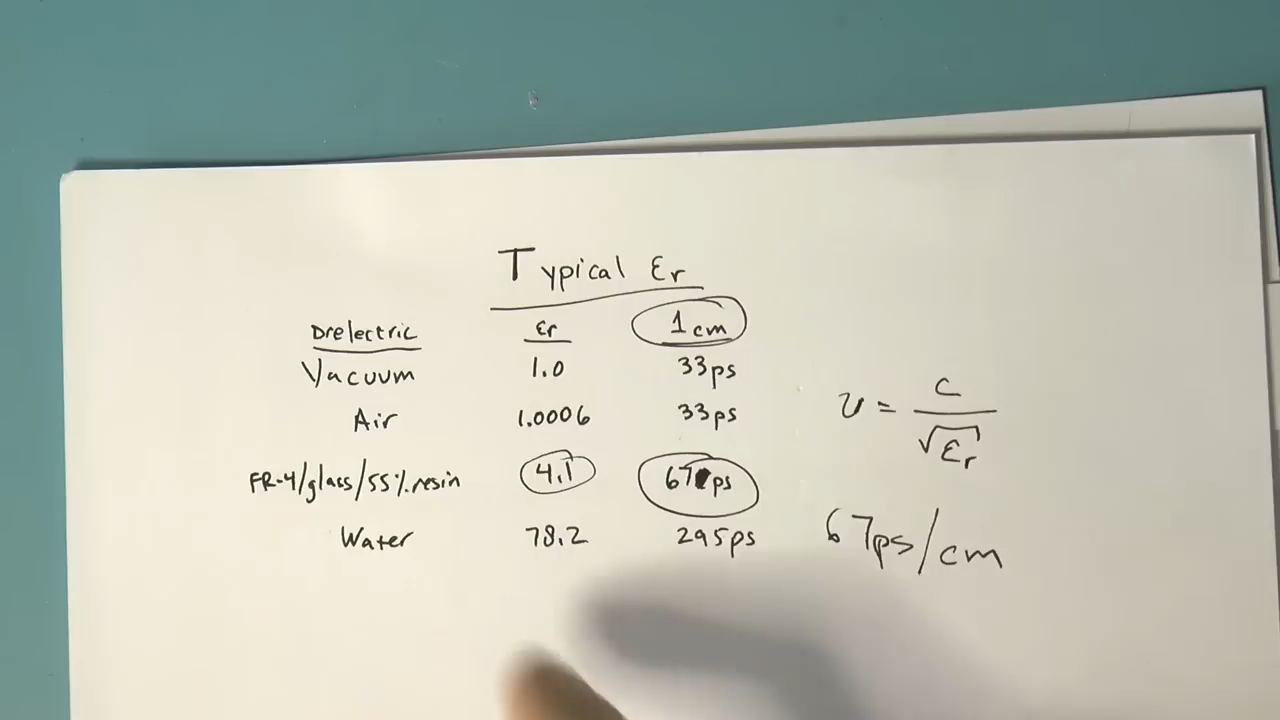 Typical εr
Drelectric εr 1cm
Vacuum 1.0 33ps
Air 1.0006 33ps
FR-4/glass/55%.resin 4.1 67ps
Water 78.2 295ps
v = c / √εr
67ps/cm